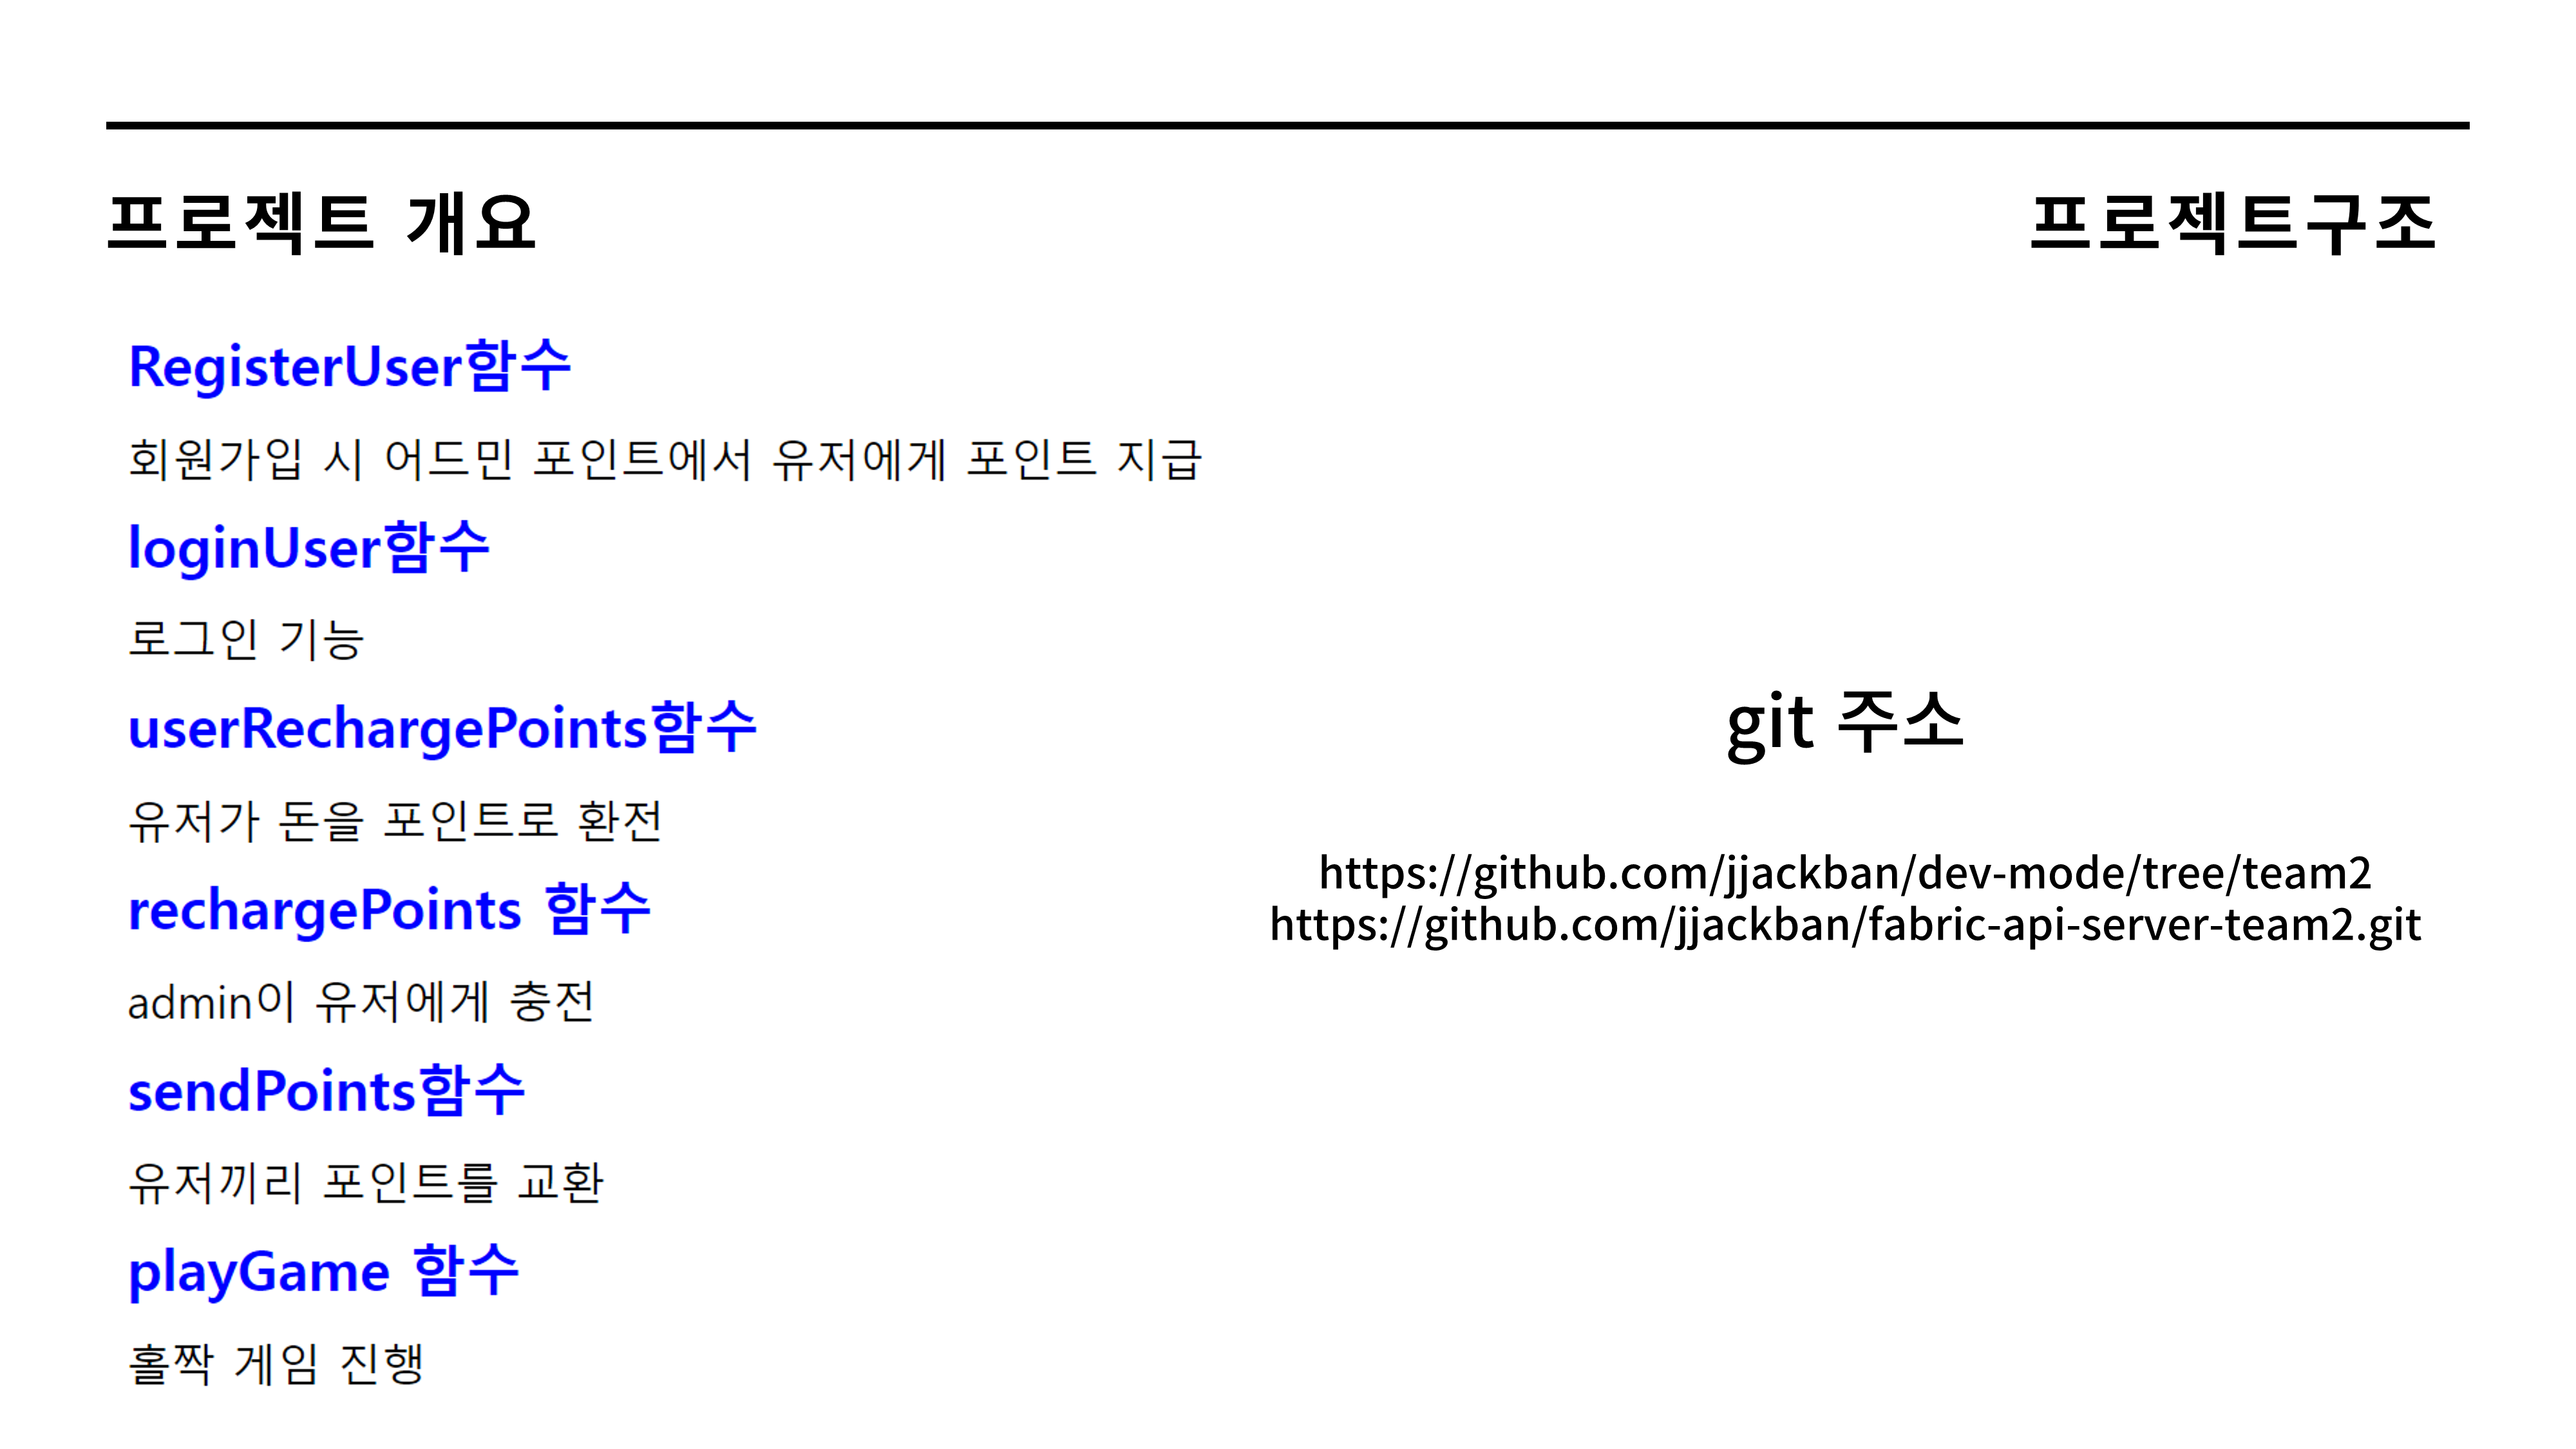 프로젝트 개요
프로젝트구조
RegisterUser함수
회원가입 시 어드민 포인트에서 유저에게 포인트 지급
loginUser함수
로그인 기능
userRechargePoints함수
유저가 돈을 포인트로 환전
rechargePoints 함수
admin이 유저에게 충전
sendPoints함수
유저끼리 포인트를 교환
playGame 함수
홀짝 게임 진행
git 주소
https://github.com/jjackban/dev-mode/tree/team2
https://github.com/jjackban/fabric-api-server-team2.git